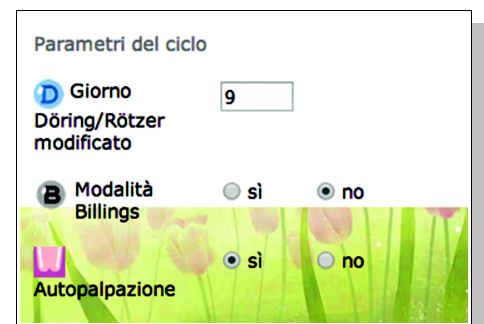 Parametri del ciclo
D Giorno 9
Döring/Rötzer
modificato
B Modalità sì no
Billings
sì no
Autopalpazione